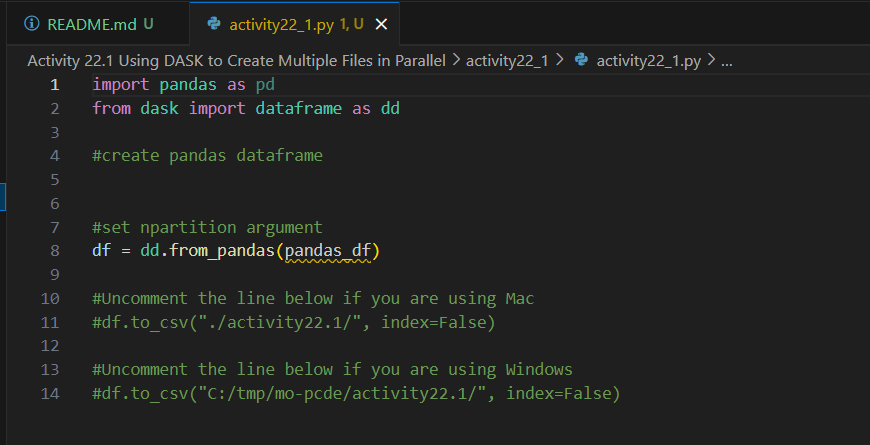 README.md U
activity22_1.py 1, U
Activity 22.1 Using DASK to Create Multiple Files in Parallel > activity22_1 > activity22_1.py > ...
1 import pandas as pd
2 from dask import dataframe as dd
3
4 #create pandas dataframe
5
6
7 #set npartition argument
8 df = dd.from_pandas(pandas_df)
9
10 #Uncomment the line below if you are using Mac
11 #df.to_csv("./activity22.1/", index=False)
12
13 #Uncomment the line below if you are using Windows
14 #df.to_csv("C:/tmp/mo-pcde/activity22.1/", index=False)